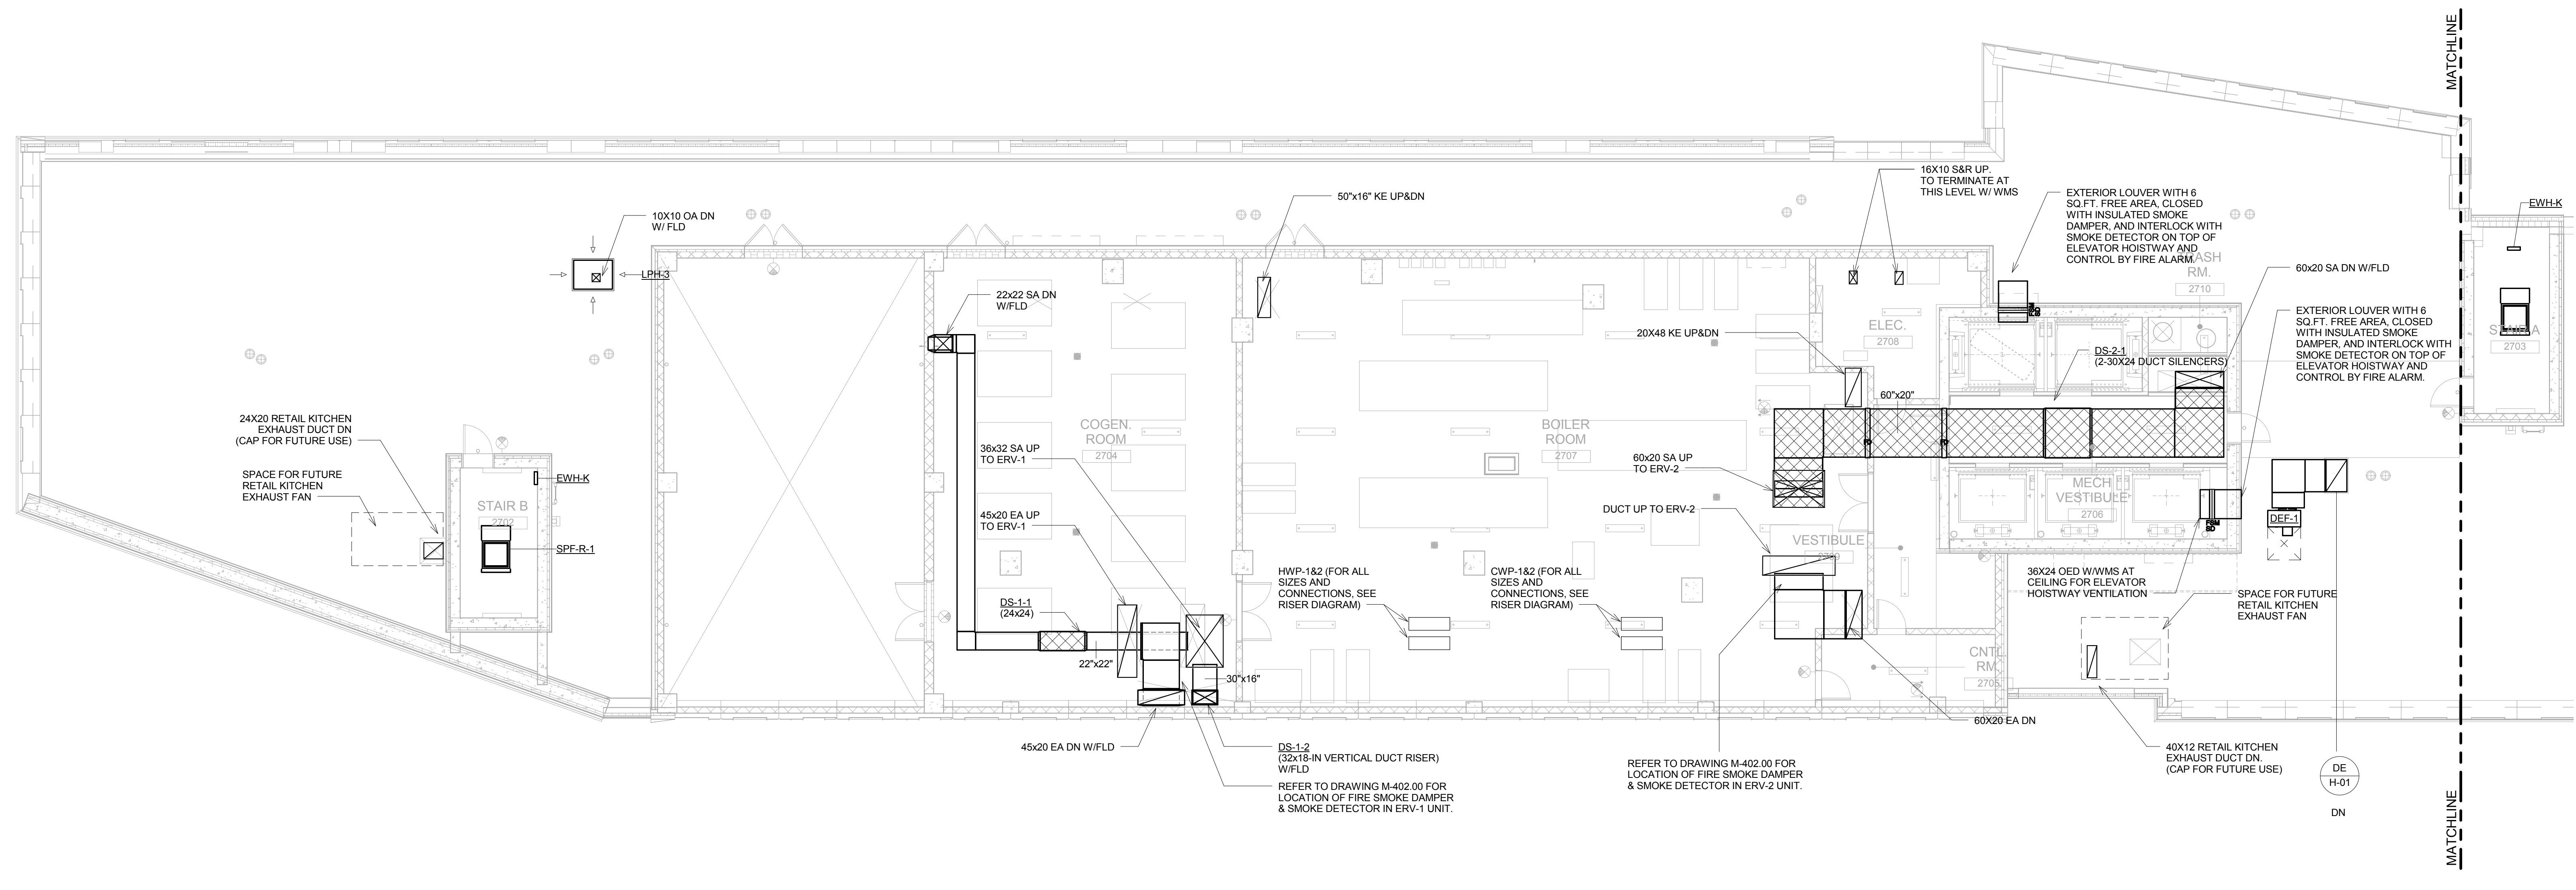 MATCHLINE
16X10 S&R UP.
TO TERMINATE AT
THIS LEVEL W/ WMS
EXTERIOR LOUVER WITH 6
SQ.FT. FREE AREA, CLOSED
WITH INSULATED SMOKE
DAMPER, AND INTERLOCK WITH
SMOKE DETECTOR ON TOP OF
ELEVATOR HOISTWAY AND
CONTROL BY FIRE ALARM.
50"x16" KE UP&DN
EWH-K
10X10 OA DN
W/ FLD
LPH-3
RM.
2710
60x20 SA DN W/FLD
22x22 SA DN
W/FLD
EXTERIOR LOUVER WITH 6
SQ.FT. FREE AREA, CLOSED
WITH INSULATED SMOKE
DAMPER, AND INTERLOCK WITH
SMOKE DETECTOR ON TOP OF
ELEVATOR HOISTWAY AND
CONTROL BY FIRE ALARM.
20X48 KE UP&DN
ELEC.
2708
STAIR A
2703
DS-2-1
(2-30X24 DUCT SILENCERS)
60"x20"
FD
FD
24X20 RETAIL KITCHEN
EXHAUST DUCT DN
(CAP FOR FUTURE USE)
COGEN.
ROOM
2704
BOILER
ROOM
2707
36x32 SA UP
TO ERV-1
60x20 SA UP
TO ERV-2
SPACE FOR FUTURE
RETAIL KITCHEN
EXHAUST FAN
EWH-K
STAIR B
2702
SPF-R-1
MECH
VESTIBULE
2706
FSM
SD
DEF-1
45x20 EA UP
TO ERV-1
DUCT UP TO ERV-2
VESTIBULE
HWP-1&2 (FOR ALL
SIZES AND
CONNECTIONS, SEE
RISER DIAGRAM)
CWP-1&2 (FOR ALL
SIZES AND
CONNECTIONS, SEE
RISER DIAGRAM)
36X24 OED W/WMS AT
CEILING FOR ELEVATOR
HOISTWAY VENTILATION
SPACE FOR FUTURE
RETAIL KITCHEN
EXHAUST FAN
DS-1-1
(24x24)
22"x22"
30"x16"
CNTL
RM.
2705
60X20 EA DN
45x20 EA DN W/FLD
DS-1-2
(32x18-IN VERTICAL DUCT RISER)
W/FLD
REFER TO DRAWING M-402.00 FOR
LOCATION OF FIRE SMOKE DAMPER
& SMOKE DETECTOR IN ERV-1 UNIT.
REFER TO DRAWING M-402.00 FOR
LOCATION OF FIRE SMOKE DAMPER
& SMOKE DETECTOR IN ERV-2 UNIT.
40X12 RETAIL KITCHEN
EXHAUST DUCT DN.
(CAP FOR FUTURE USE)
DE
H-01
DN
MATCHLINE